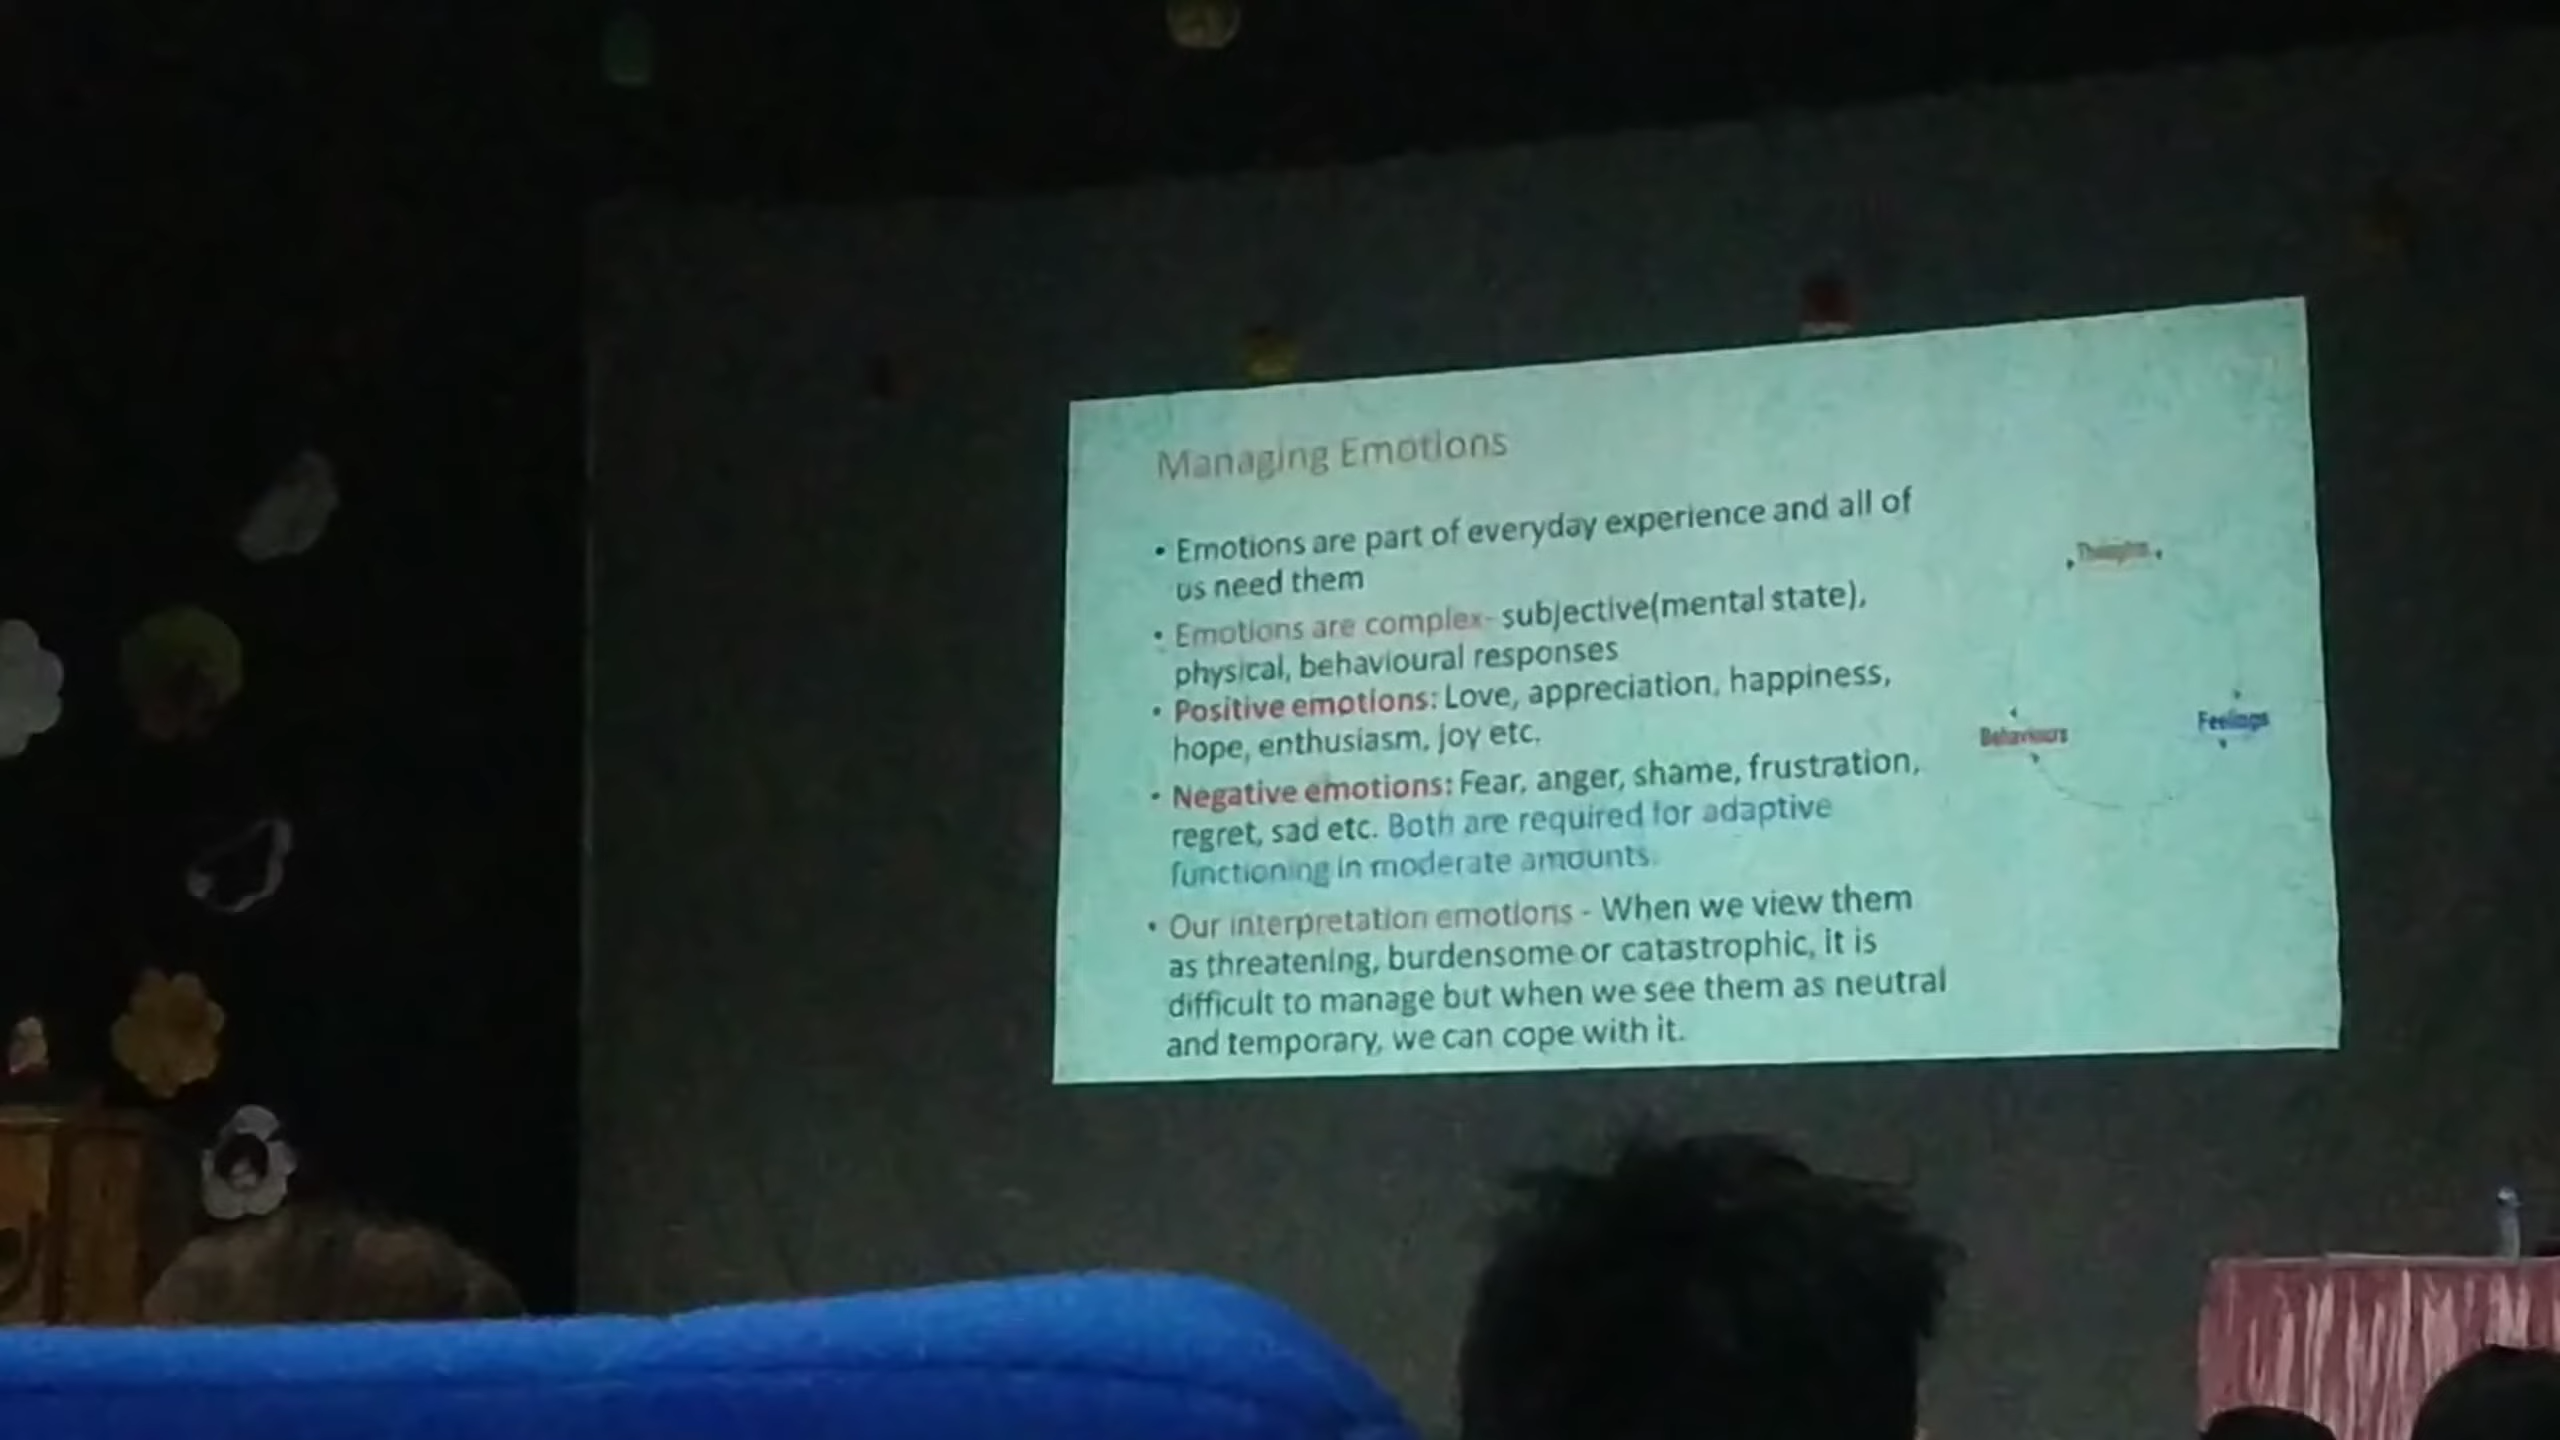 Managing Emotions
• Emotions are part of everyday experience and all of
us need them
• Emotions are complex- subjective(mental state),
physical, behavioural responses
• Positive emotions: Love, appreciation, happiness,
hope, enthusiasm, joy etc.
• Negative emotions: Fear, anger, shame, frustration,
regret, sad etc. Both are required for adaptive
functioning in moderate amounts.
• Our interpretation emotions - When we view them
as threatening, burdensome or catastrophic, it is
difficult to manage but when we see them as neutral
and temporary, we can cope with it.
Thoughts
Behaviours
Feelings